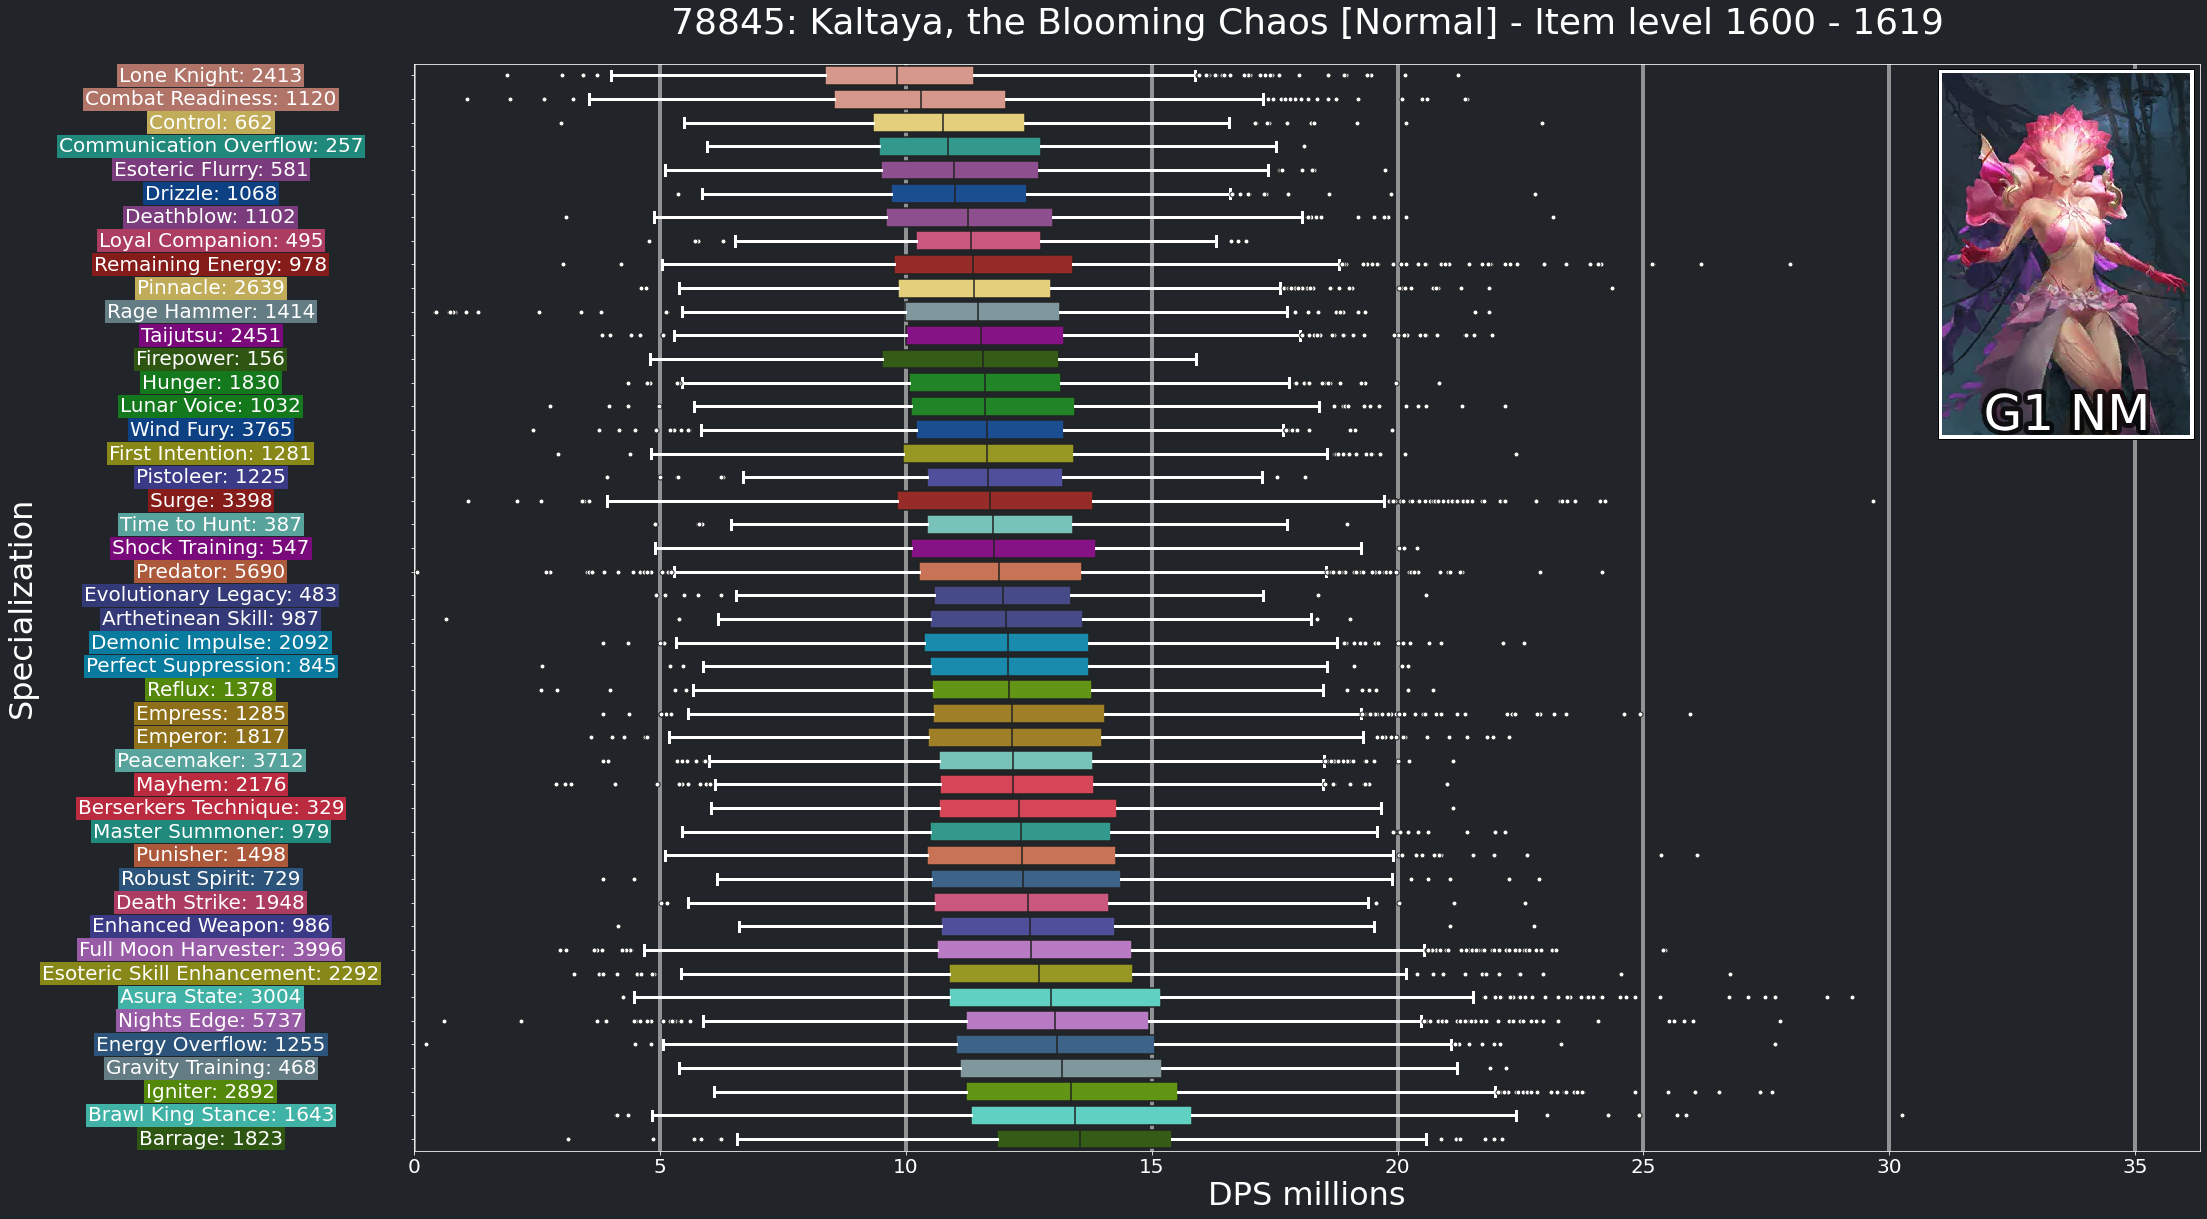 78845: Kaltaya, the Blooming Chaos [Normal] - Item level 1600 - 1619
Lone Knight: 2413
Combat Readiness: 1120
Control: 662
Communication Overflow: 257
Esoteric Flurry: 581
Drizzle: 1068
Deathblow: 1102
Loyal Companion: 495
Remaining Energy: 978
Pinnacle: 2639
Rage Hammer: 1414
Taijutsu: 2451
Firepower: 156
Hunger: 1830
Lunar Voice: 1032
Wind Fury: 3765
First Intention: 1281
Pistoleer: 1225
Surge: 3398
Time to Hunt: 387
Shock Training: 547
Predator: 5690
Evolutionary Legacy: 483
Arthetinean Skill: 987
Demonic Impulse: 2092
Perfect Suppression: 845
Reflux: 1378
Empress: 1285
Emperor: 1817
Peacemaker: 3712
Mayhem: 2176
Berserkers Technique: 329
Master Summoner: 979
Punisher: 1498
Robust Spirit: 729
Death Strike: 1948
Enhanced Weapon: 986
Full Moon Harvester: 3996
Esoteric Skill Enhancement: 2292
Asura State: 3004
Nights Edge: 5737
Energy Overflow: 1255
Gravity Training: 468
Igniter: 2892
Brawl King Stance: 1643
Barrage: 1823
Specialization
G1 NM
0 5 10 15 20 25 30 35
DPS millions